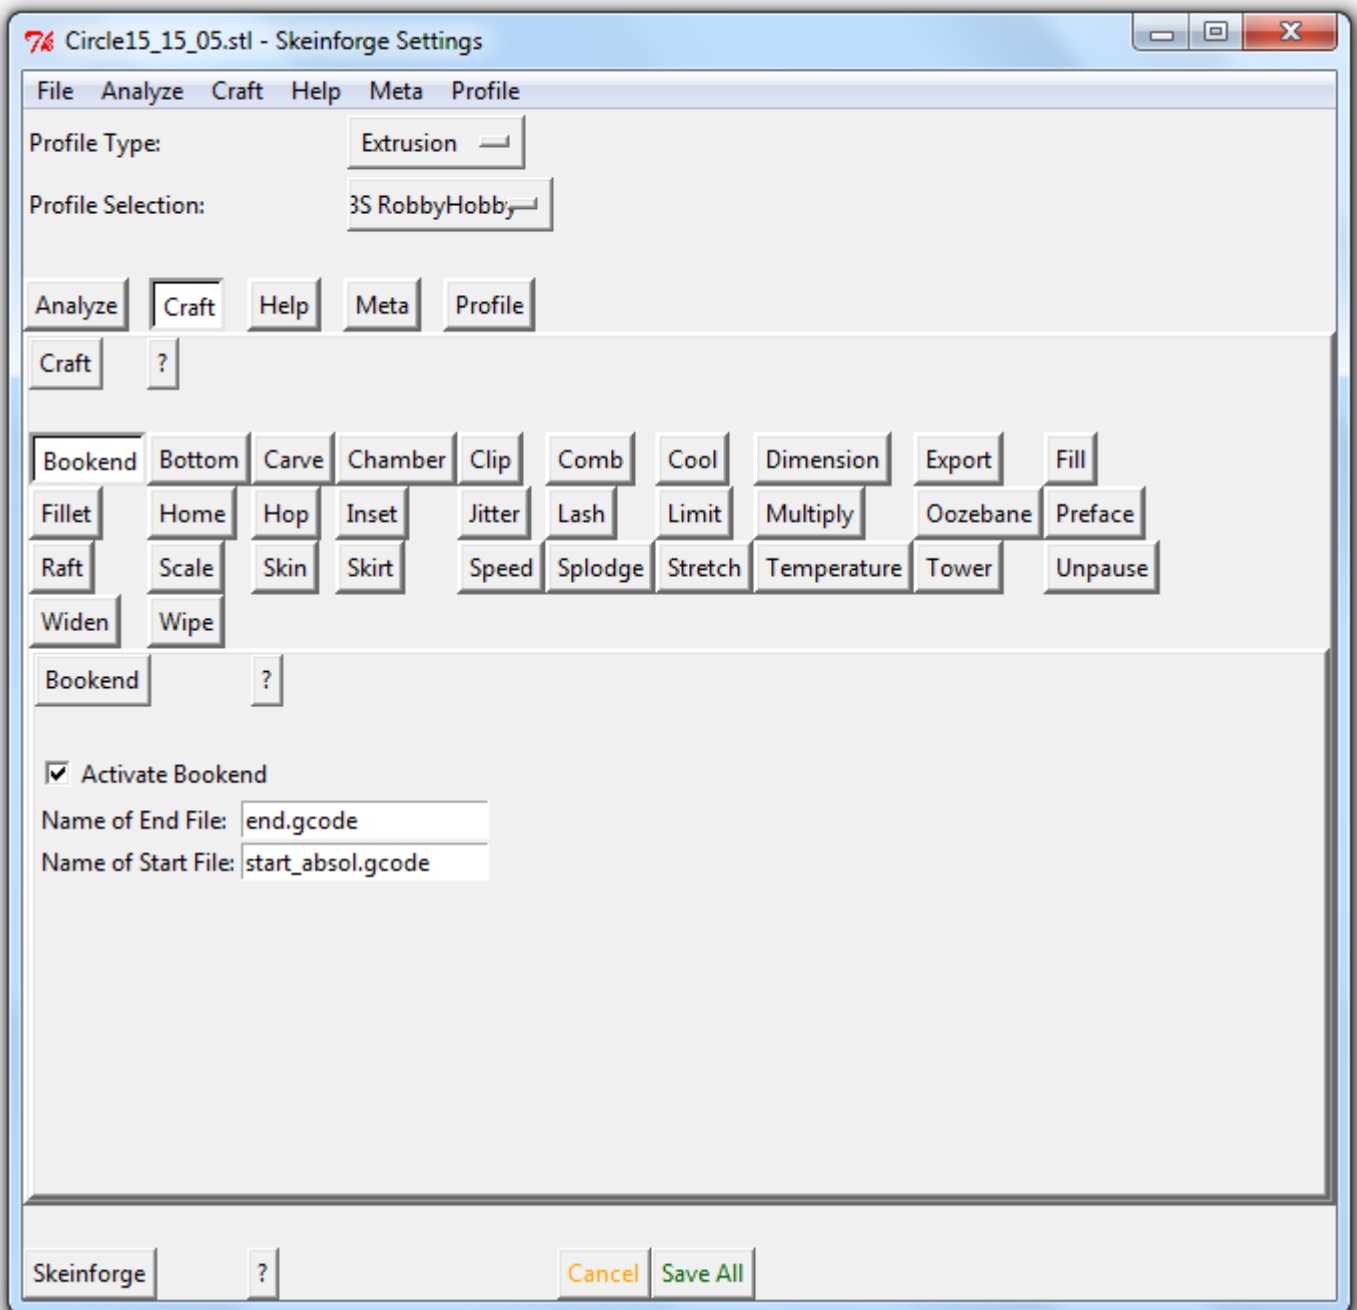 Circle15_15_05.stl - Skeinforge Settings
File Analyze Craft Help Meta Profile
Profile Type: Extrusion
Profile Selection: BS RobbyHobby
Analyze Craft Help Meta Profile
Craft ?
Bookend Bottom Carve Chamber Clip Comb Cool Dimension Export Fill
Fillet Home Hop Inset Jitter Lash Limit Multiply Oozebane Preface
Raft Scale Skin Skirt Speed Splodge Stretch Temperature Tower Unpause
Widen Wipe
Bookend ?
Activate Bookend
Name of End File: end.gcode
Name of Start File: start_absol.gcode
Skeinforge ? Cancel Save All